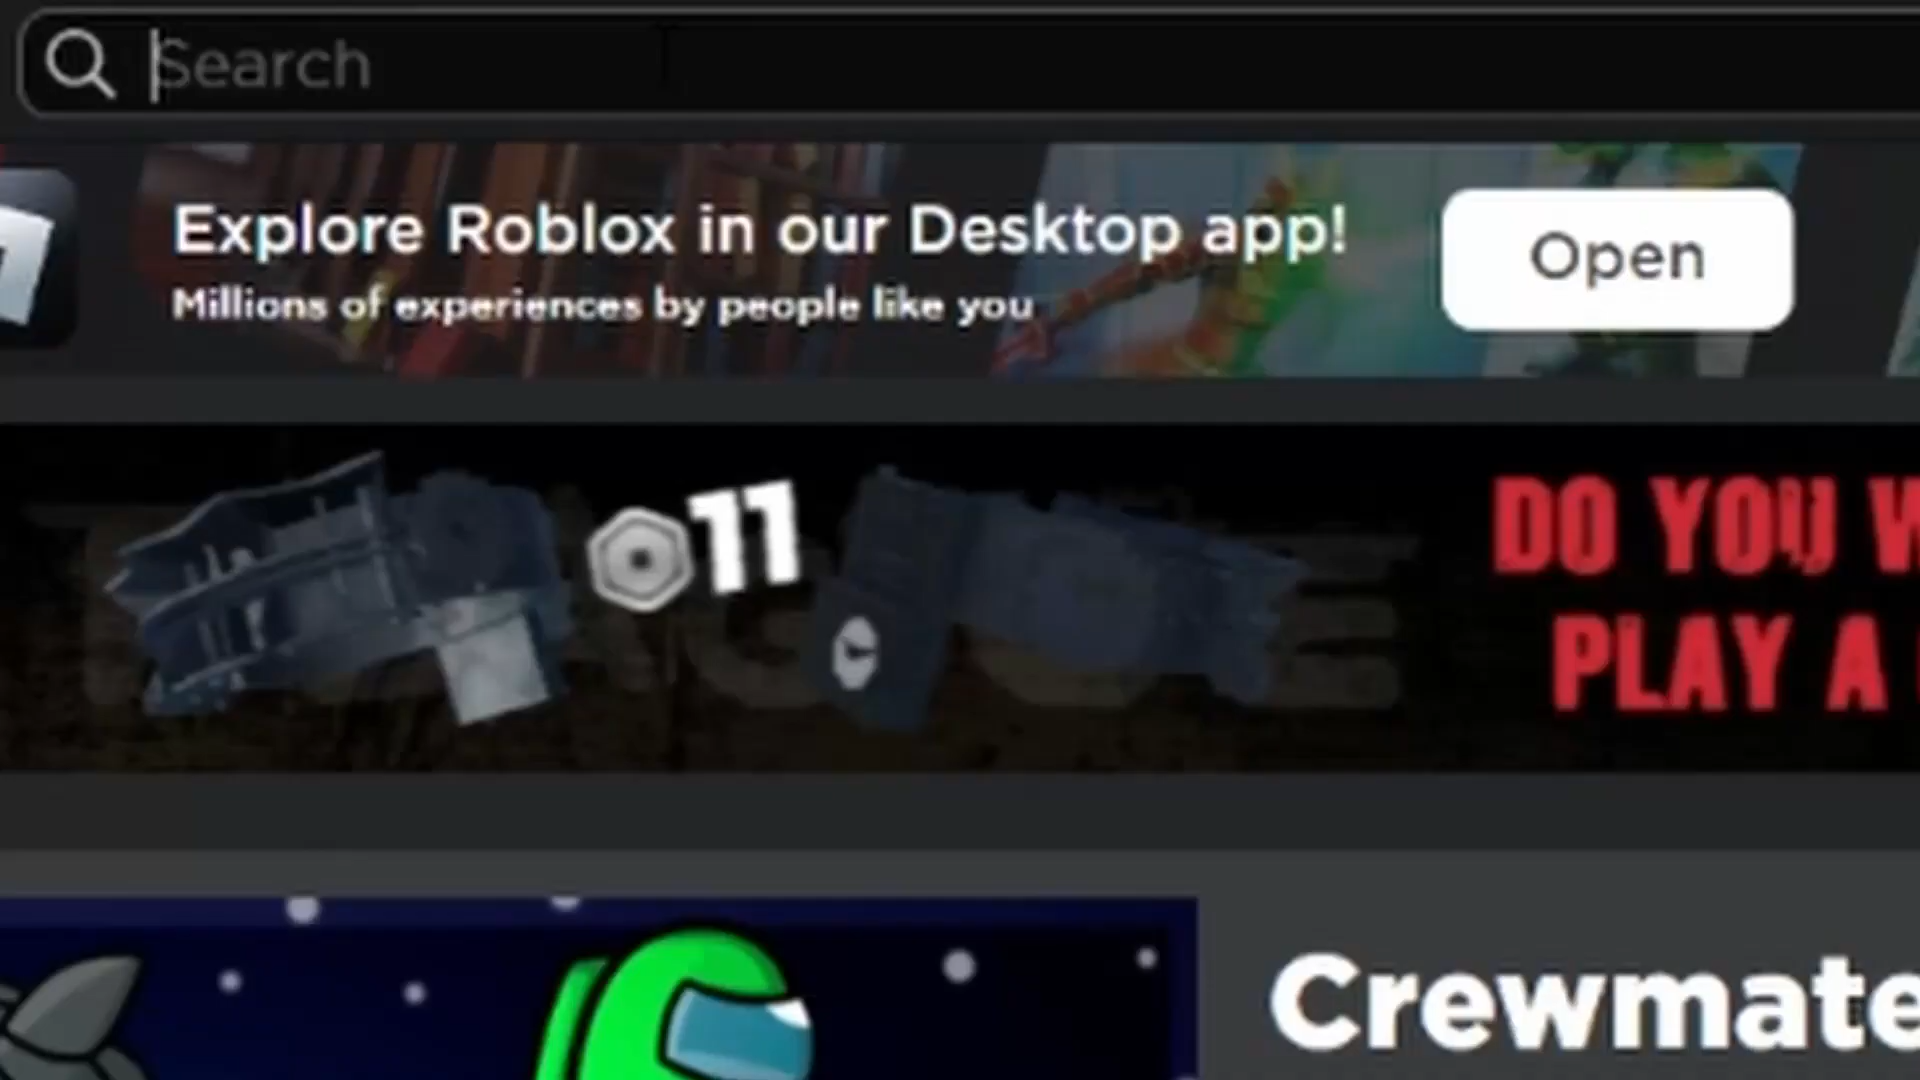 Search
Explore Roblox in our Desktop app!
Open
Millions of experiences by people like you
11
DO YOU W
PLAY A
Crewmate